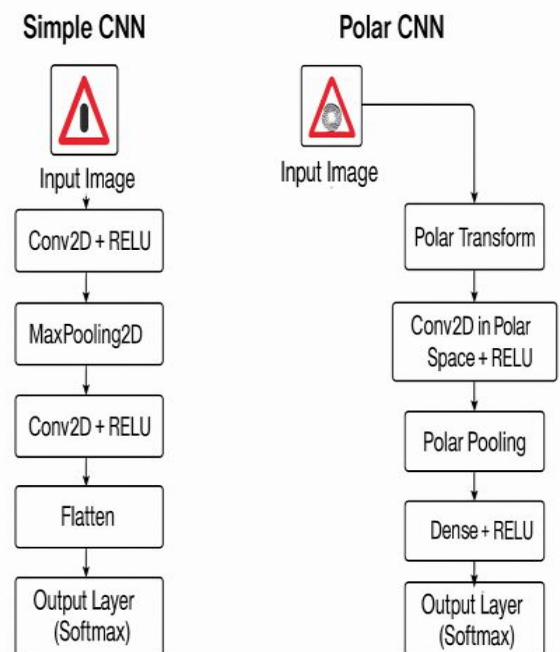 Simple CNN
Input Image
Conv2D + RELU
MaxPooling2D
Conv2D + RELU
Flatten
Output Layer
(Softmax)
Polar CNN
Input Image
Polar Transform
Conv2D in Polar
Space + RELU
Polar Pooling
Dense + RELU
Output Layer
(Softmax)